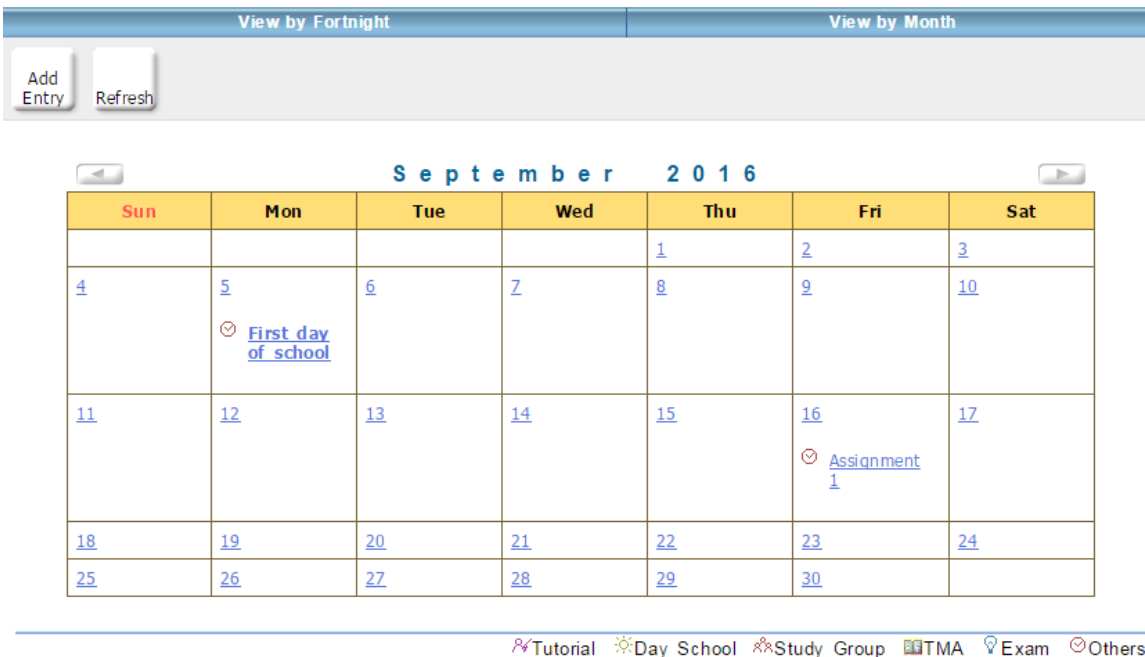 View by Fortnight View by Month
Add
Entry Refresh
September 2016
Sun Mon Tue Wed Thu Fri Sat
1 2 3
4 5 6 7 8 9 10
First day
of school
11 12 13 14 15 16 17
Assignment
1
18 19 20 21 22 23 24
25 26 27 28 29 30
Tutorial Day School Study Group TMA Exam Others